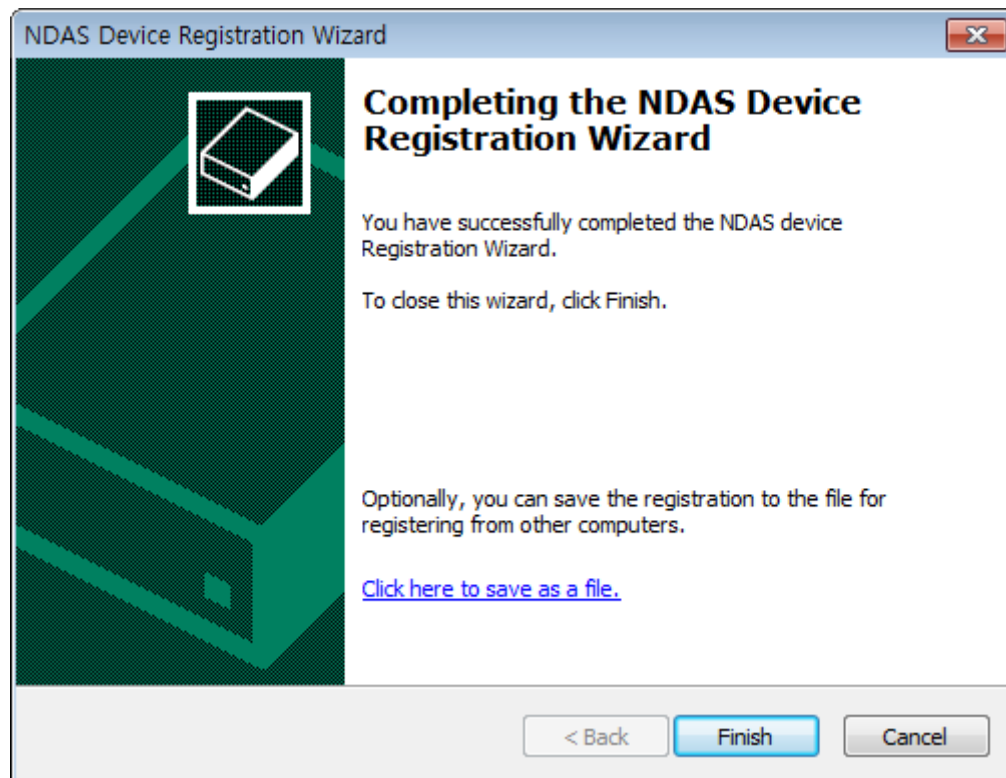 NDAS Device Registration Wizard
Completing the NDAS Device
Registration Wizard
You have successfully completed the NDAS device
Registration Wizard.
To close this wizard, click Finish.
Optionally, you can save the registration to the file for
registering from other computers.
Click here to save as a file.
< Back
Finish
Cancel